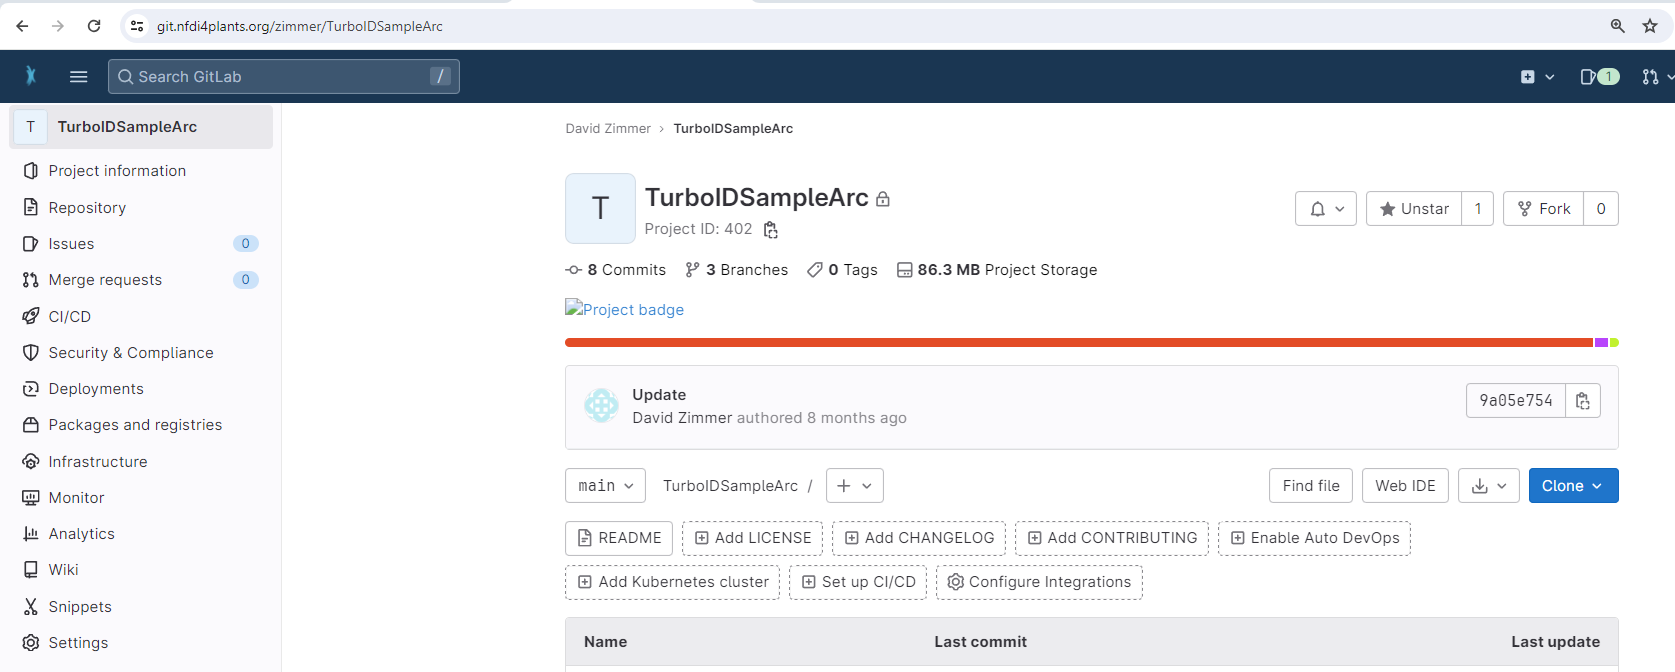 git.nfdi4plants.org/zimmer/TurboIDSampleArc
Search GitLab /
1
T TurboIDSampleArc
Project information
Repository
Issues 0
Merge requests 0
CI/CD
Security & Compliance
Deployments
Packages and registries
Infrastructure
Monitor
Analytics
Wiki
Snippets
Settings
David Zimmer > TurboIDSampleArc
T
TurboIDSampleArc
Project ID: 402
Unstar 1
Fork 0
8 Commits 3 Branches 0 Tags 86.3 MB Project Storage
Project badge
Update
David Zimmer authored 8 months ago
9a05e754
main TurboIDSampleArc / +
Find file Web IDE Clone
README Add LICENSE Add CHANGELOG Add CONTRIBUTING Enable Auto DevOps
Add Kubernetes cluster Set up CI/CD Configure Integrations
Name Last commit Last update